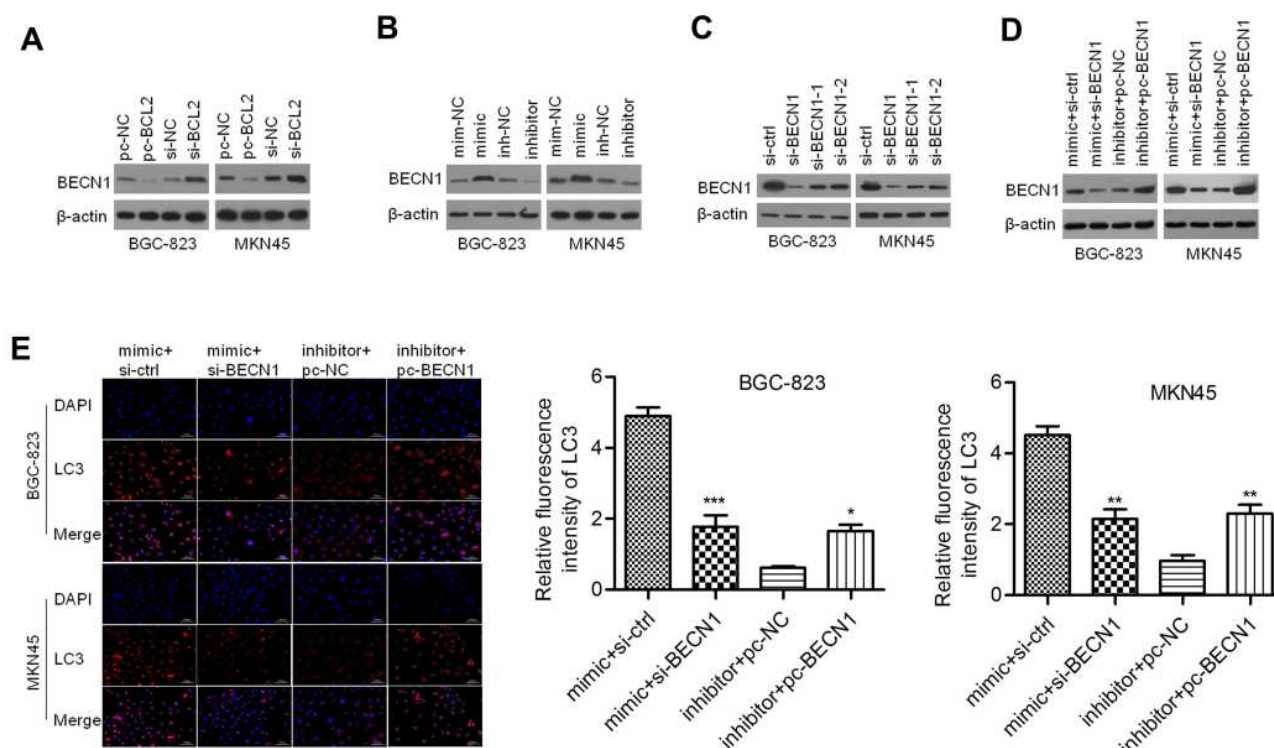 A
pc-NC
pc-BCL2
si-NC
si-BCL2
pc-NC
pc-BCL2
si-NC
si-BCL2
BECN1
β-actin
BGC-823
MKN45
B
mim-NC
mimic
inh-NC
inhibitor
mim-NC
mimic
inh-NC
inhibitor
BECN1
β-actin
BGC-823
MKN45
C
si-ctrl
si-BECN1
si-BECN1-1
si-BECN1-2
si-ctrl
si-BECN1
si-BECN1-1
si-BECN1-2
BECN1
β-actin
BGC-823
MKN45
D
mimic+si-ctrl
mimic+si-BECN1
inhibitor+pc-NC
inhibitor+pc-BECN1
mimic+si-ctrl
mimic+si-BECN1
inhibitor+pc-NC
inhibitor+pc-BECN1
BECN1
β-actin
BGC-823
MKN45
E
mimic+
si-ctrl
mimic+
si-BECN1
inhibitor+
pc-NC
inhibitor+
pc-BECN1
BGC-823
DAPI
LC3
Merge
MKN45
DAPI
LC3
Merge
BGC-823
Relative fluorescence
intensity of LC3
6
4
2
0
***
*
mimic+si-ctrl
mimic+si-BECN1
inhibitor+pc-NC
inhibitor+pc-BECN1
MKN45
Relative fluorescence
intensity of LC3
6
4
2
0
**
**
mimic+si-ctrl
mimic+si-BECN1
inhibitor+pc-NC
inhibitor+pc-BECN1